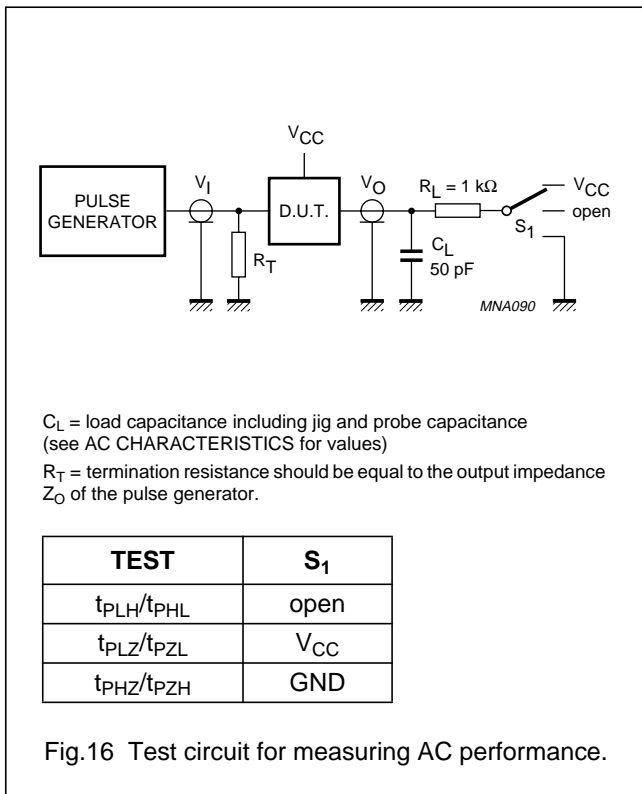 V_CC
V_I
V_O
R_L = 1 kΩ
V_CC
PULSE
GENERATOR
D.U.T.
open
S_1
R_T
C_L
50 pF
MNA090
C_L = load capacitance including jig and probe capacitance
(see AC CHARACTERISTICS for values)
R_T = termination resistance should be equal to the output impedance
Z_O of the pulse generator.
TEST S_1
t_PLH/t_PHL open
t_PLZ/t_PZL V_CC
t_PHZ/t_PZH GND
Fig.16 Test circuit for measuring AC performance.